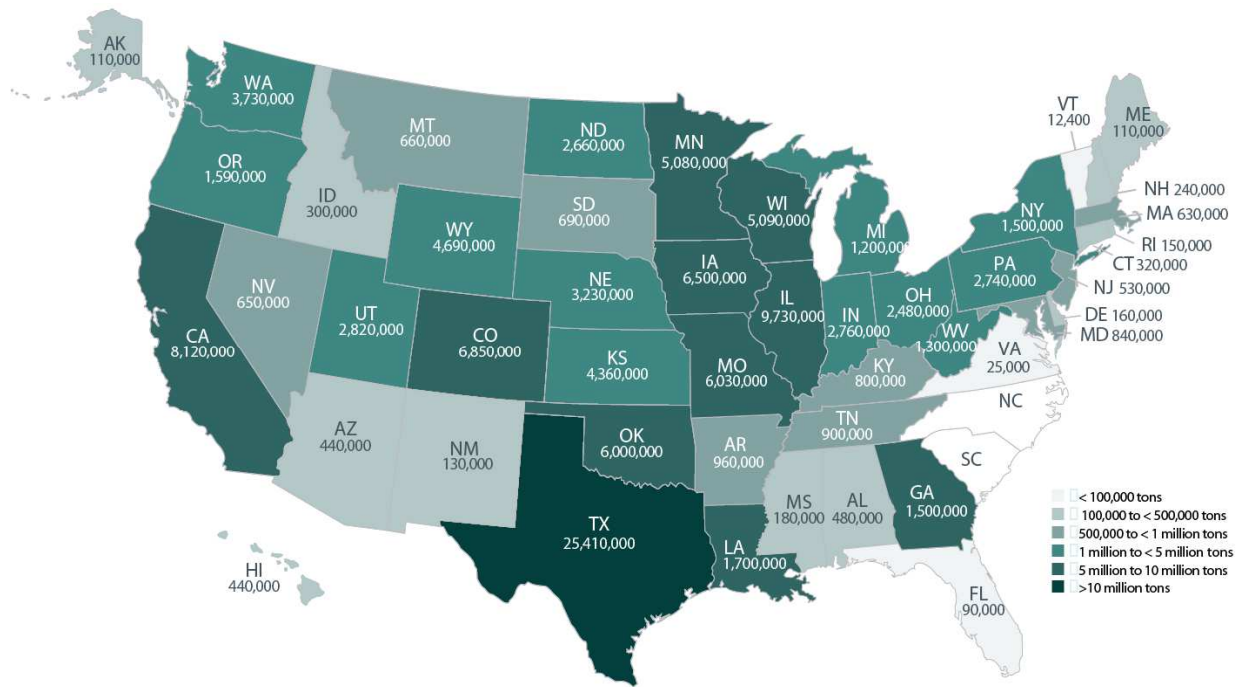 AK
110,000
WA
3,730,000
OR
1,590,000
CA
8,120,000
NV
650,000
ID
300,000
MT
660,000
WY
4,690,000
UT
2,820,000
AZ
440,000
CO
6,850,000
NM
130,000
ND
2,660,000
SD
690,000
NE
3,230,000
KS
4,360,000
OK
6,000,000
TX
25,410,000
MN
5,080,000
IA
6,500,000
MO
6,030,000
AR
960,000
LA
1,700,000
WI
5,090,000
IL
9,730,000
MI
1,200,000
IN
2,760,000
OH
2,480,000
KY
800,000
TN
900,000
MS
180,000
AL
480,000
GA
1,500,000
FL
90,000
SC
NC
VA
25,000
WV
1,300,000
PA
2,740,000
NY
1,500,000
VT
12,400
ME
110,000
NH 240,000
MA 630,000
RI 150,000
CT 320,000
NJ 530,000
DE 160,000
MD 840,000
HI
440,000
< 100,000 tons
100,000 to < 500,000 tons
500,000 to < 1 million tons
1 million to < 5 million tons
5 million to 10 million tons
>10 million tons